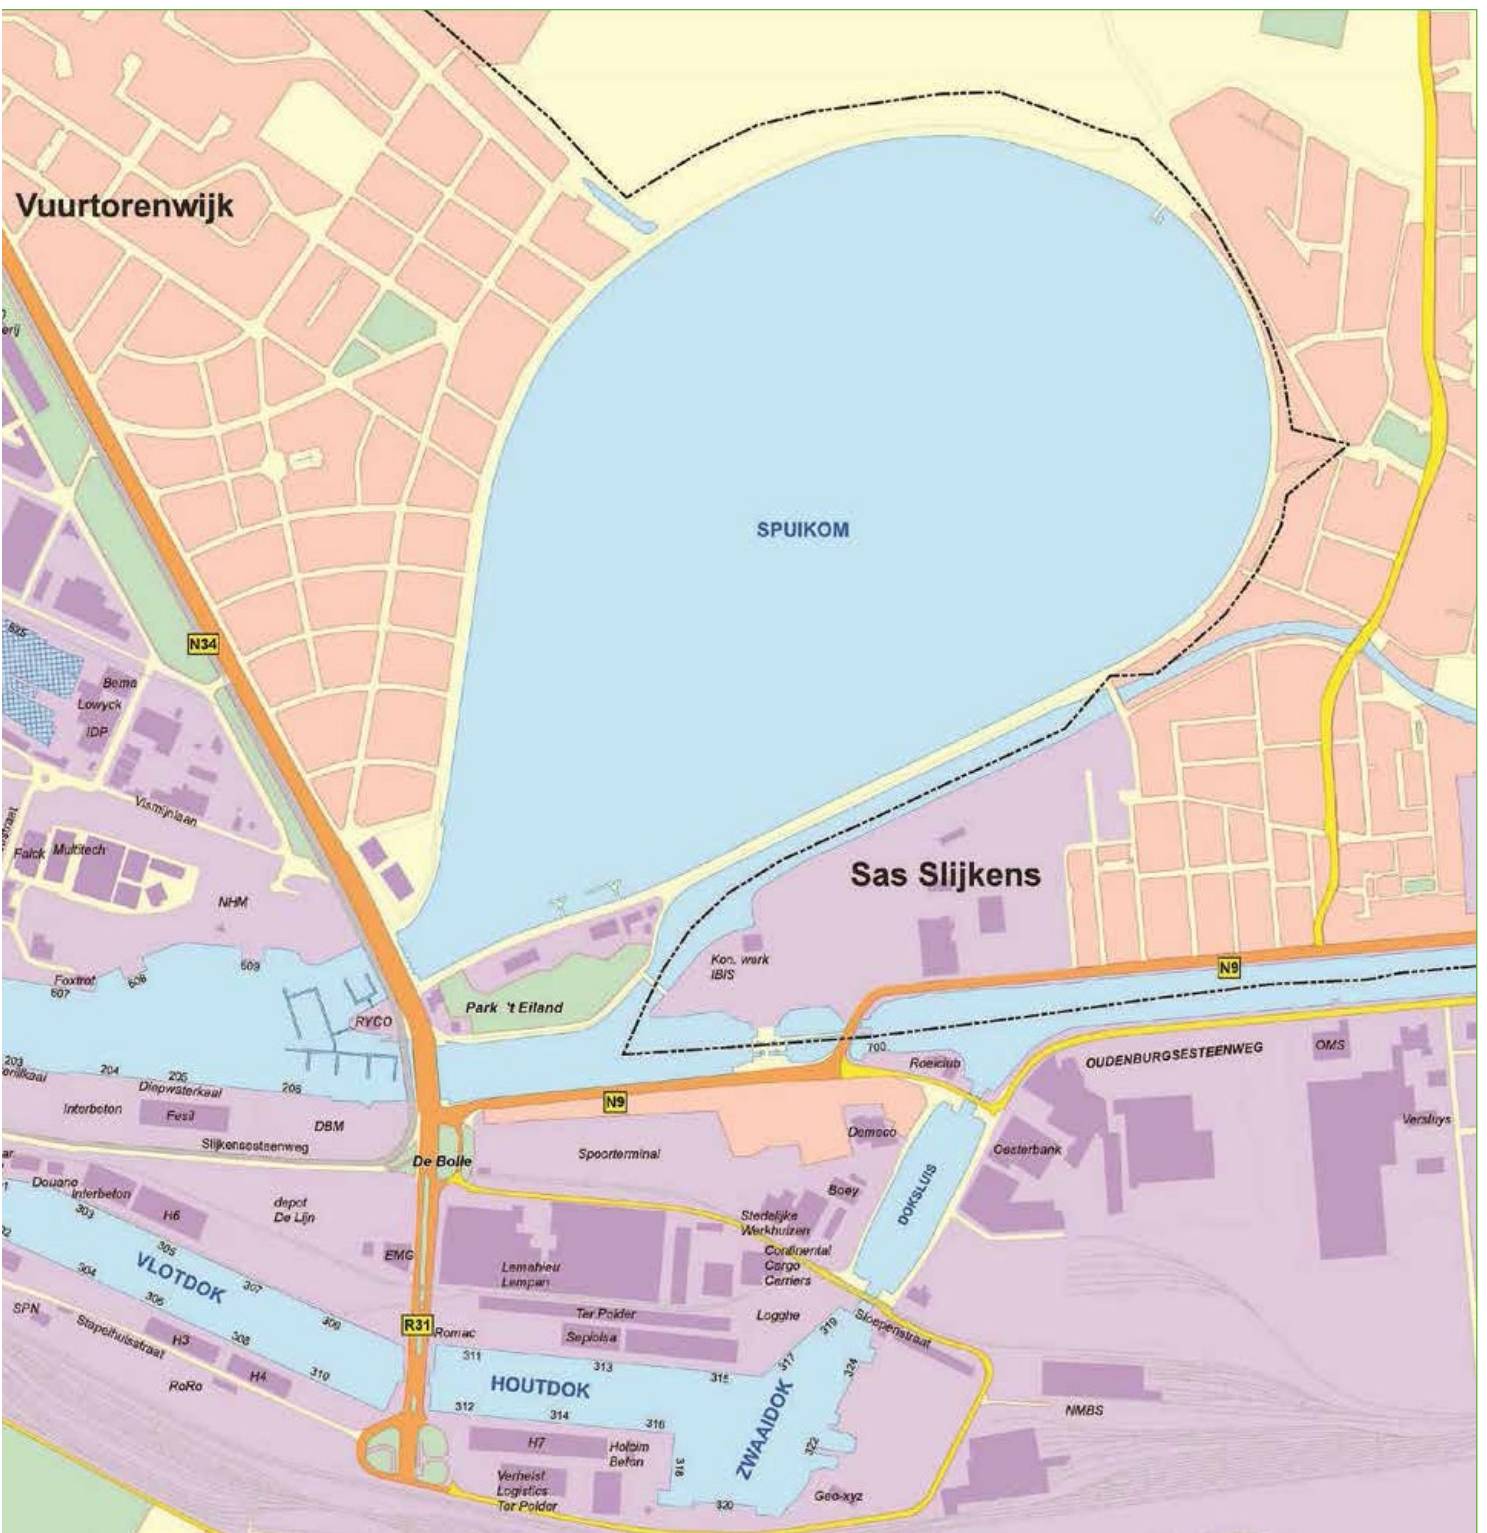 Vuurtorenwijk
erij
SPUIKOM
N34
525
Bema
Lowyck
IDP
Vismijnlaan
straat
Falck
Multitech
NHM
Sas Slijkens
Foxtrot
607
608
609
Kon. werk
IBIS
N9
Park 't Eiland
RYCO
700
Roeiclub
OUDENBURGSESTEENWEG
OMS
203
204
205
206
Diepwaterkaai
Interbeton
Fesil
DBM
N9
Slijkensesteenweg
De Bolle
Spoorterminal
Demeco
Oesterbank
Versluys
Douane
Interbeton
303
H6
depot
De Lijn
Boey
DOKSLUIS
Stedelijke
Werkhuizen
Continental
Cargo
Carriers
EMG
305
VLOTDOK
307
304
306
Lemahieu
Lempan
Ter Polder
Sepiolsa
Logghe
Sloepenstraat
SPN
Stapelhuisstraat
H3
308
309
R31
Romac
H4
310
RoRo
311
313
315
317
319
324
HOUTDOK
312
314
316
ZWAAIDOK
NMBS
H7
Holcim
Beton
318
322
Verhelst
Logistics
Ter Polder
320
Geo-xyz